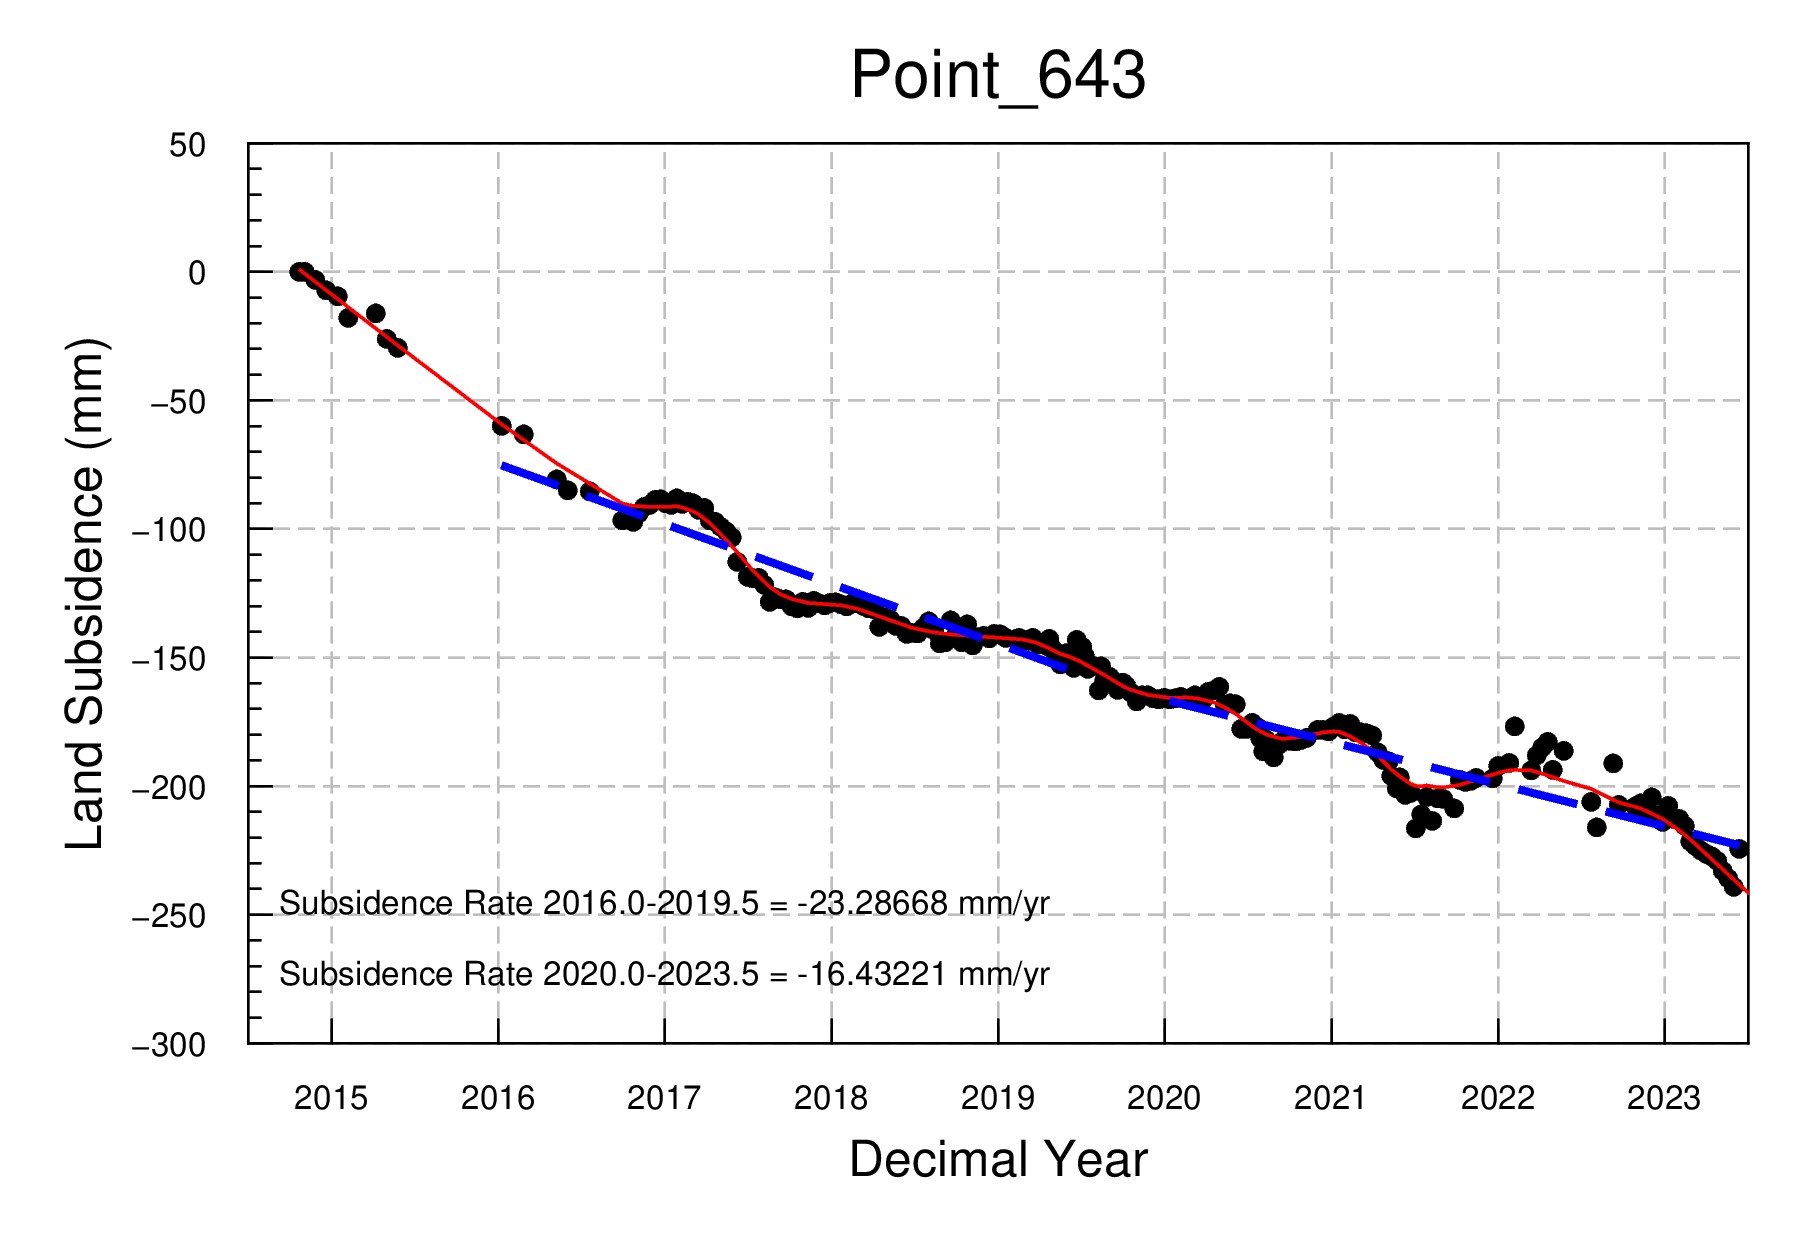 Point_643
50
0
−50
−100
−150
−200
−250
−300
Land Subsidence (mm)
Subsidence Rate 2016.0-2019.5 = -23.28668 mm/yr
Subsidence Rate 2020.0-2023.5 = -16.43221 mm/yr
2015 2016 2017 2018 2019 2020 2021 2022 2023
Decimal Year